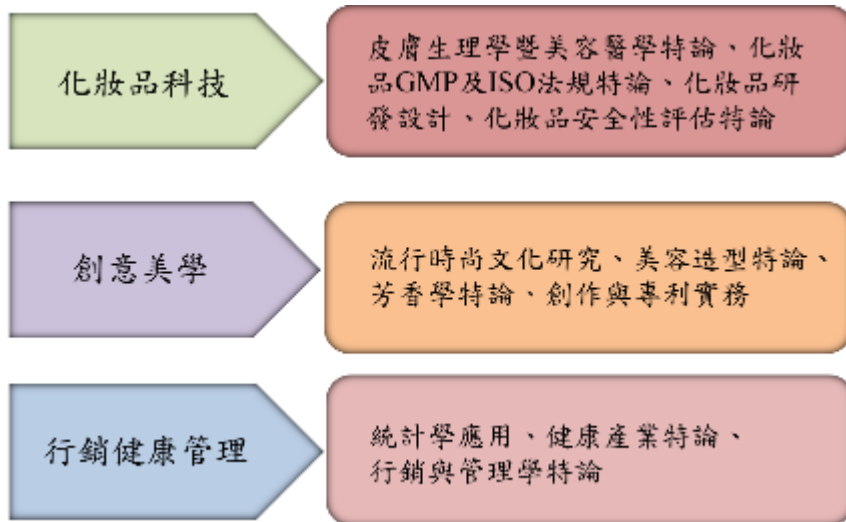 化妝品科技
皮膚生理學暨美容醫學特論、化妝
品GMP及ISO法規特論、化妝品研
發設計、化妝品安全性評估特論
創意美學
流行時尚文化研究、美容造型特論、
芳香學特論、創作與專利實務
行銷健康管理
統計學應用、健康產業特論、
行銷與管理學特論